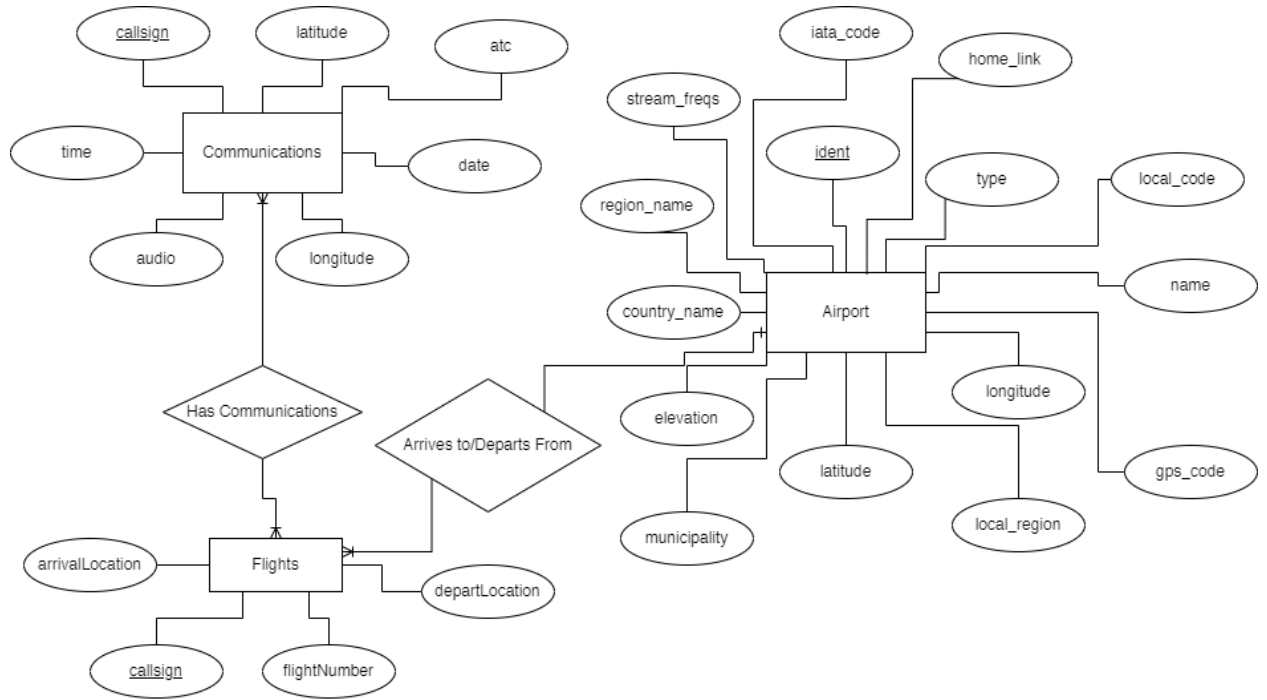 callsign
latitude
atc
time
Communications
date
audio
longitude
iata_code
home_link
stream_freqs
ident
type
local_code
region_name
name
country_name
Airport
longitude
elevation
latitude
gps_code
municipality
local_region
Has Communications
Arrives to/Departs From
arrivalLocation
Flights
departLocation
callsign
flightNumber